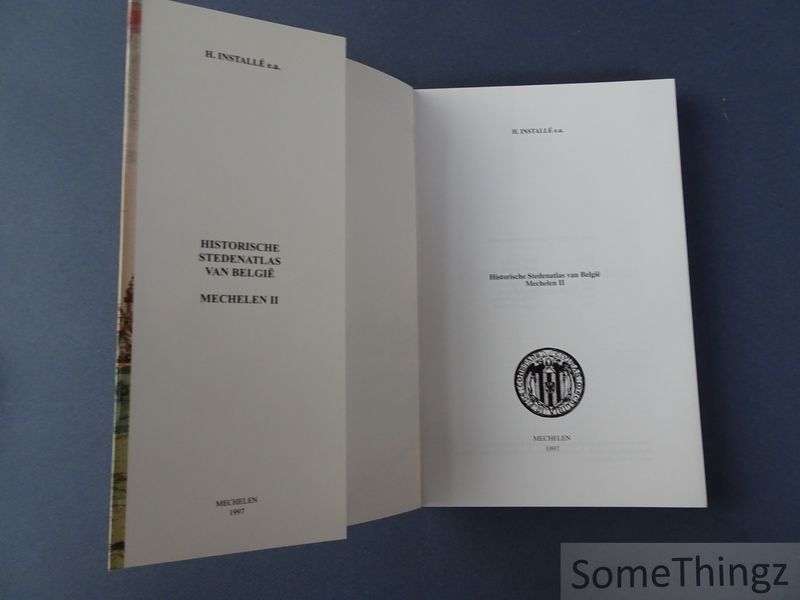 H. INSTALLÉ e.a.
HISTORISCHE
STEDENATLAS
VAN BELGIË
MECHELEN II
MECHELEN
1997
H. INSTALLÉ e.a.
Historische Stedenatlas van België
Mechelen II
MECHELEN
1997
SomeThingz